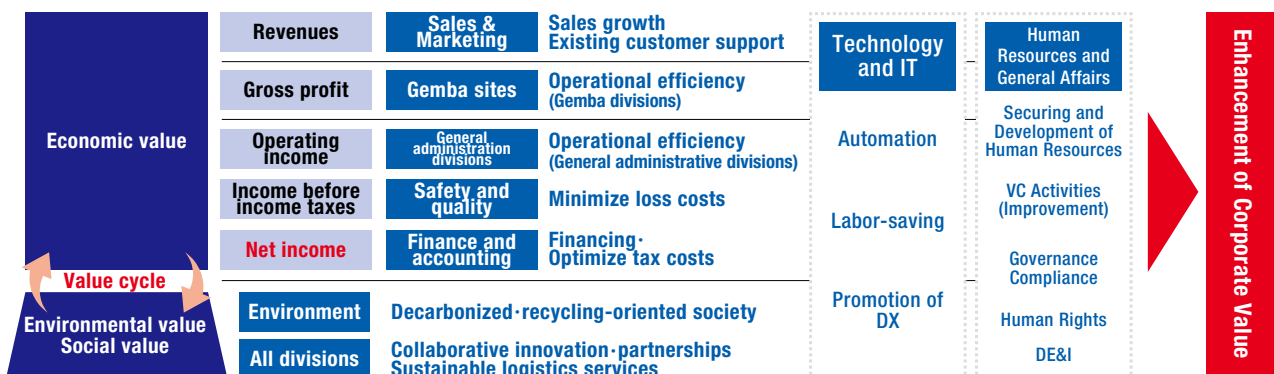 Economic value
Value cycle
Environmental value
Social value
Revenues
Sales &
Marketing
Sales growth
Existing customer support
Gross profit
Gemba sites
Operational efficiency
(Gemba divisions)
Operating
income
General
administration
divisions
Operational efficiency
(General administrative divisions)
Income before
income taxes
Safety and
quality
Minimize loss costs
Net income
Finance and
accounting
Financing·
Optimize tax costs
Environment
Decarbonized·recycling-oriented society
All divisions
Collaborative innovation·partnerships
Sustainable logistics services
Technology
and IT
Automation
Labor-saving
Promotion of
DX
Human
Resources and
General Affairs
Securing and
Development of
Human Resources
VC Activities
(Improvement)
Governance
Compliance
Human Rights
DE&I
Enhancement of Corporate Value